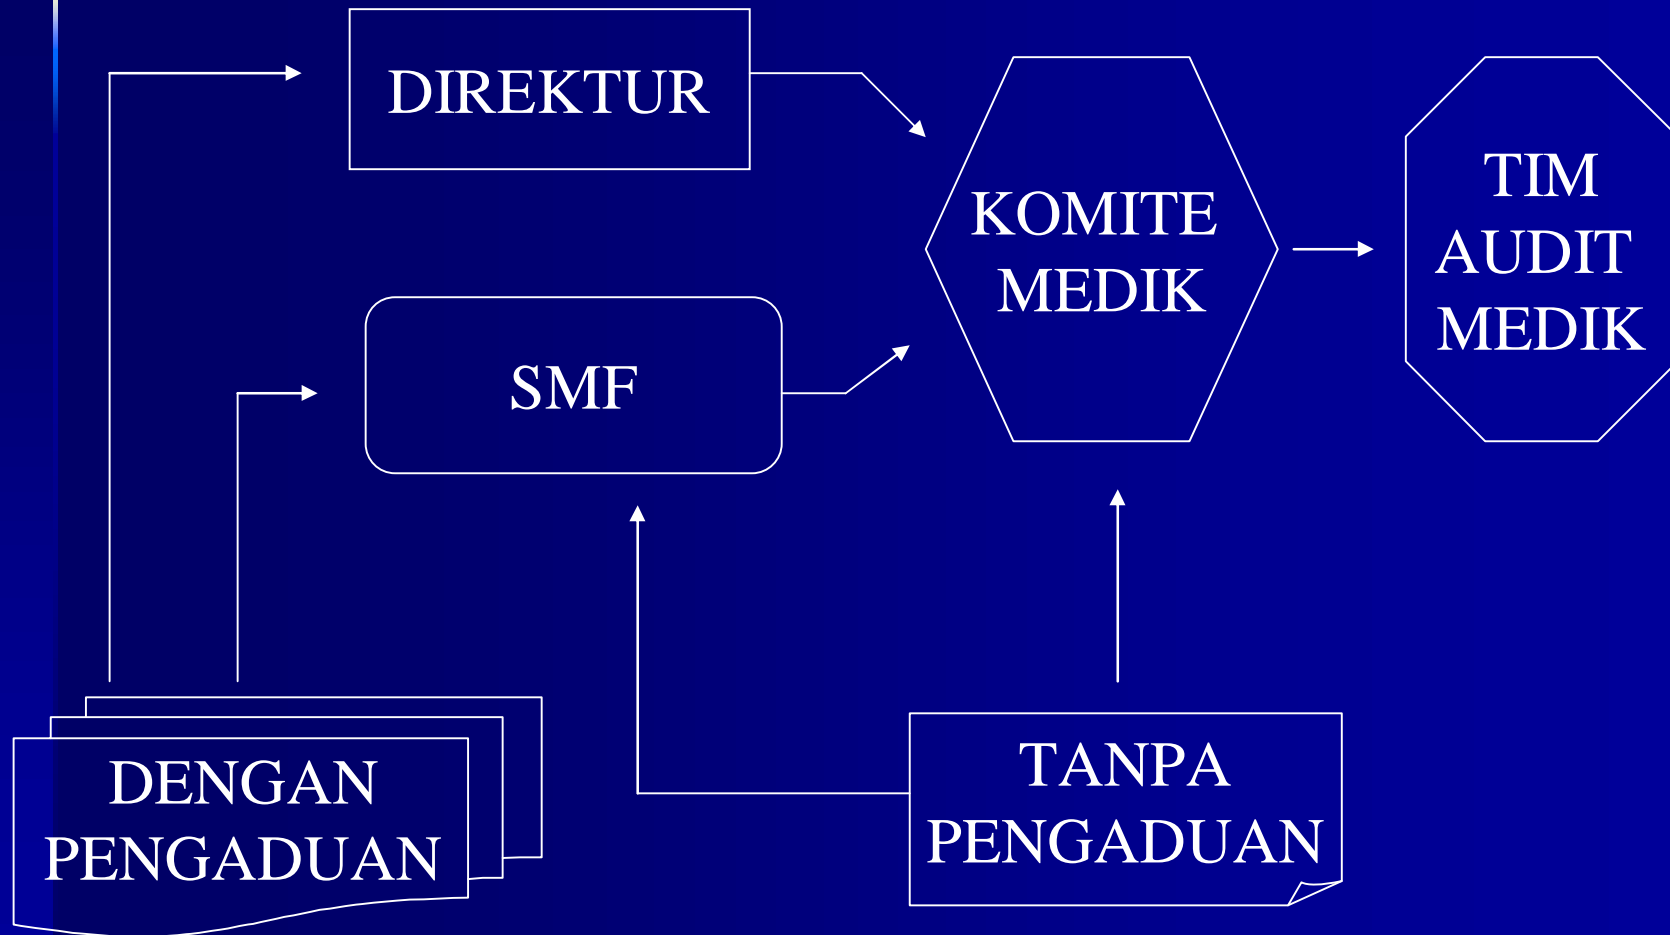 DIREKTUR
KOMITE
MEDIK
TIM
AUDIT
MEDIK
SMF
DENGAN
PENGADUAN
TANPA
PENGADUAN